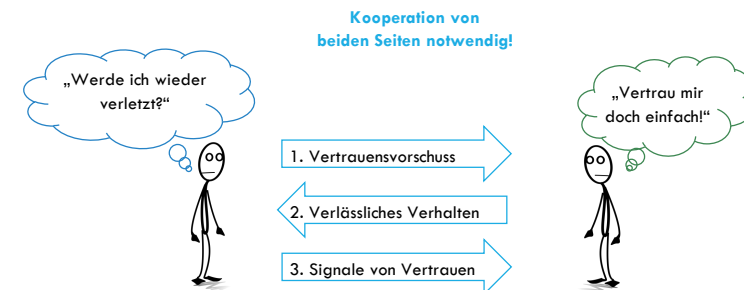 Kooperation von
beiden Seiten notwendig!
„Werde ich wieder
verletzt?“
„Vertrau mir
doch einfach!“
1. Vertrauensvorschuss
2. Verlässliches Verhalten
3. Signale von Vertrauen